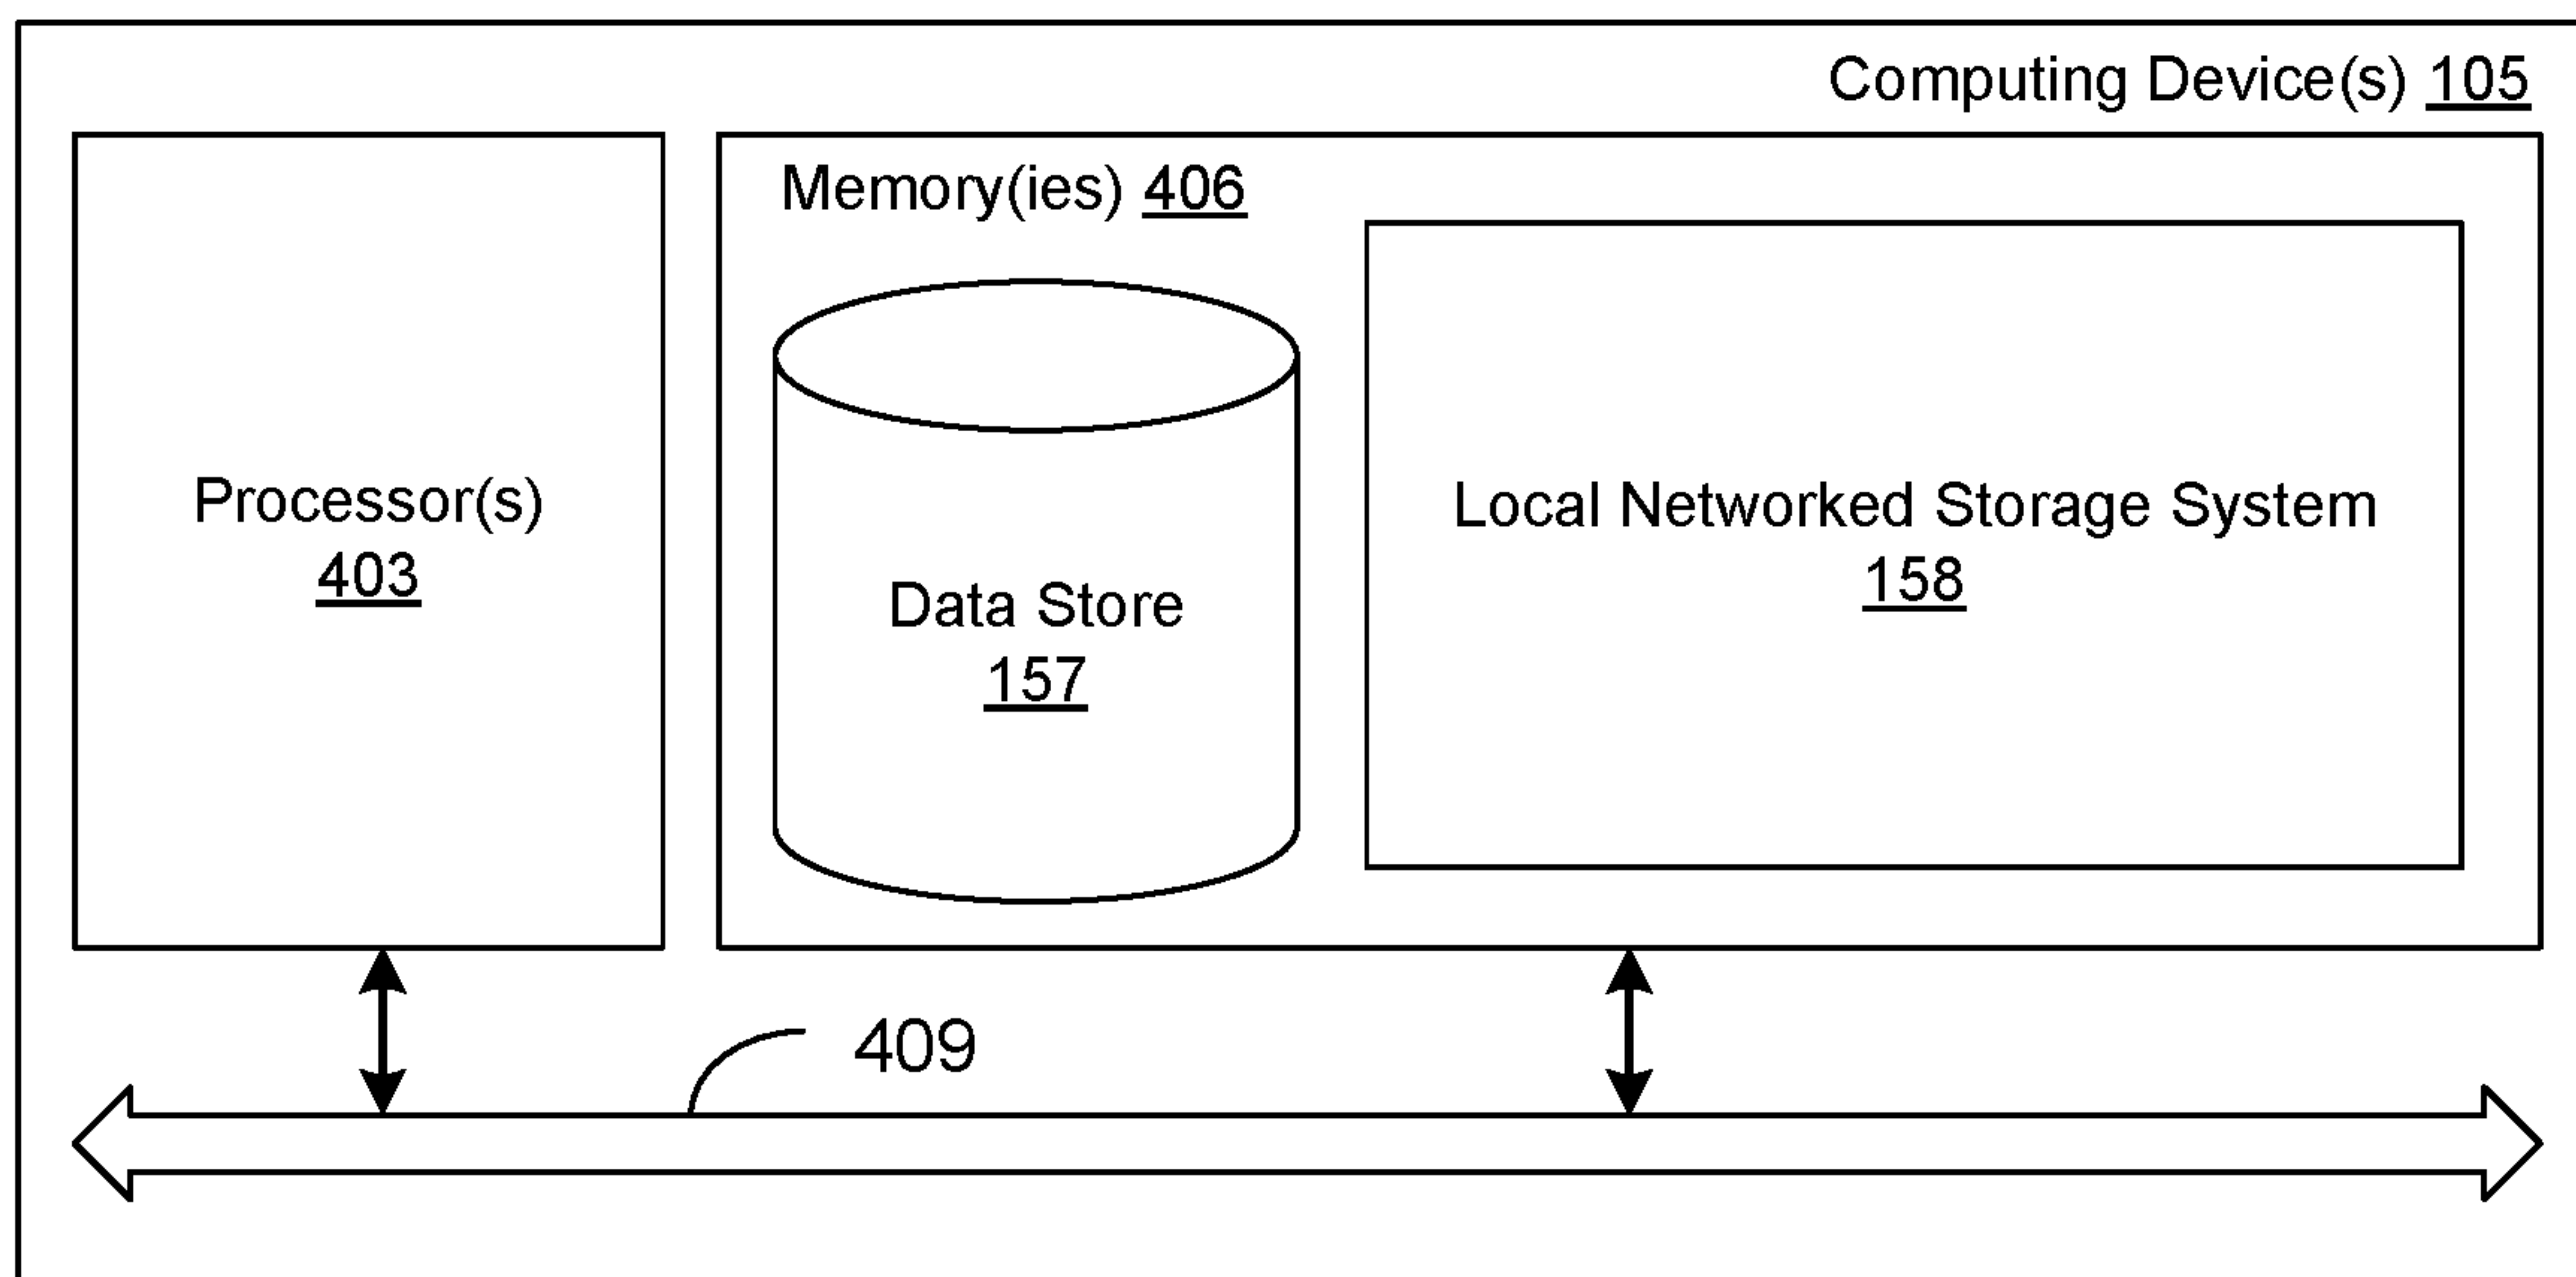 Computing Device(s) 105
Memory(ies) 406
Processor(s)
403
Data Store
157
Local Networked Storage System
158
409